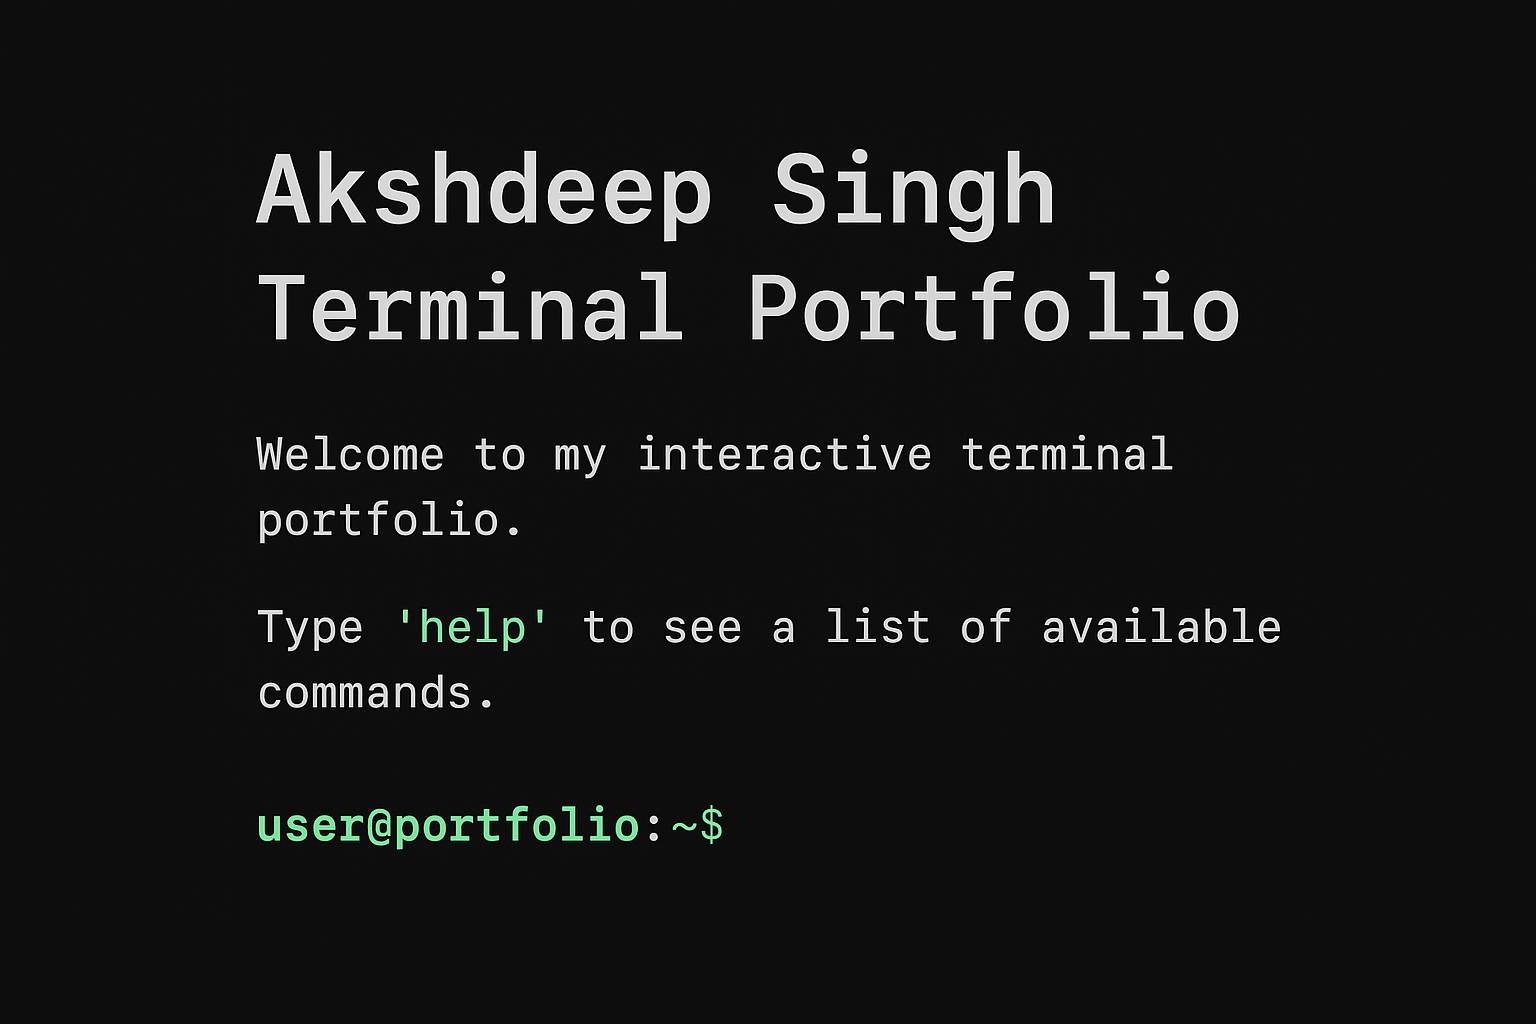 Akshdeep Singh
Terminal Portfolio
Welcome to my interactive terminal
portfolio.
Type 'help' to see a list of available
commands.
user@portfolio:~$